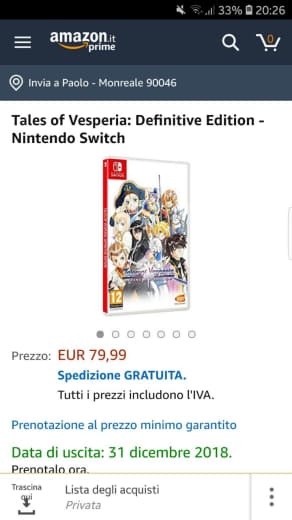 33% 20:26
amazon.it
prime
0
Invia a Paolo - Monreale 90046
Tales of Vesperia: Definitive Edition -
Nintendo Switch
12
Prezzo: EUR 79,99
Spedizione GRATUITA.
Tutti i prezzi includono l'IVA.
Prenotazione al prezzo minimo garantito
Data di uscita: 31 dicembre 2018.
Prenotalo ora.
Trascina
qui
Lista degli acquisti
Privata